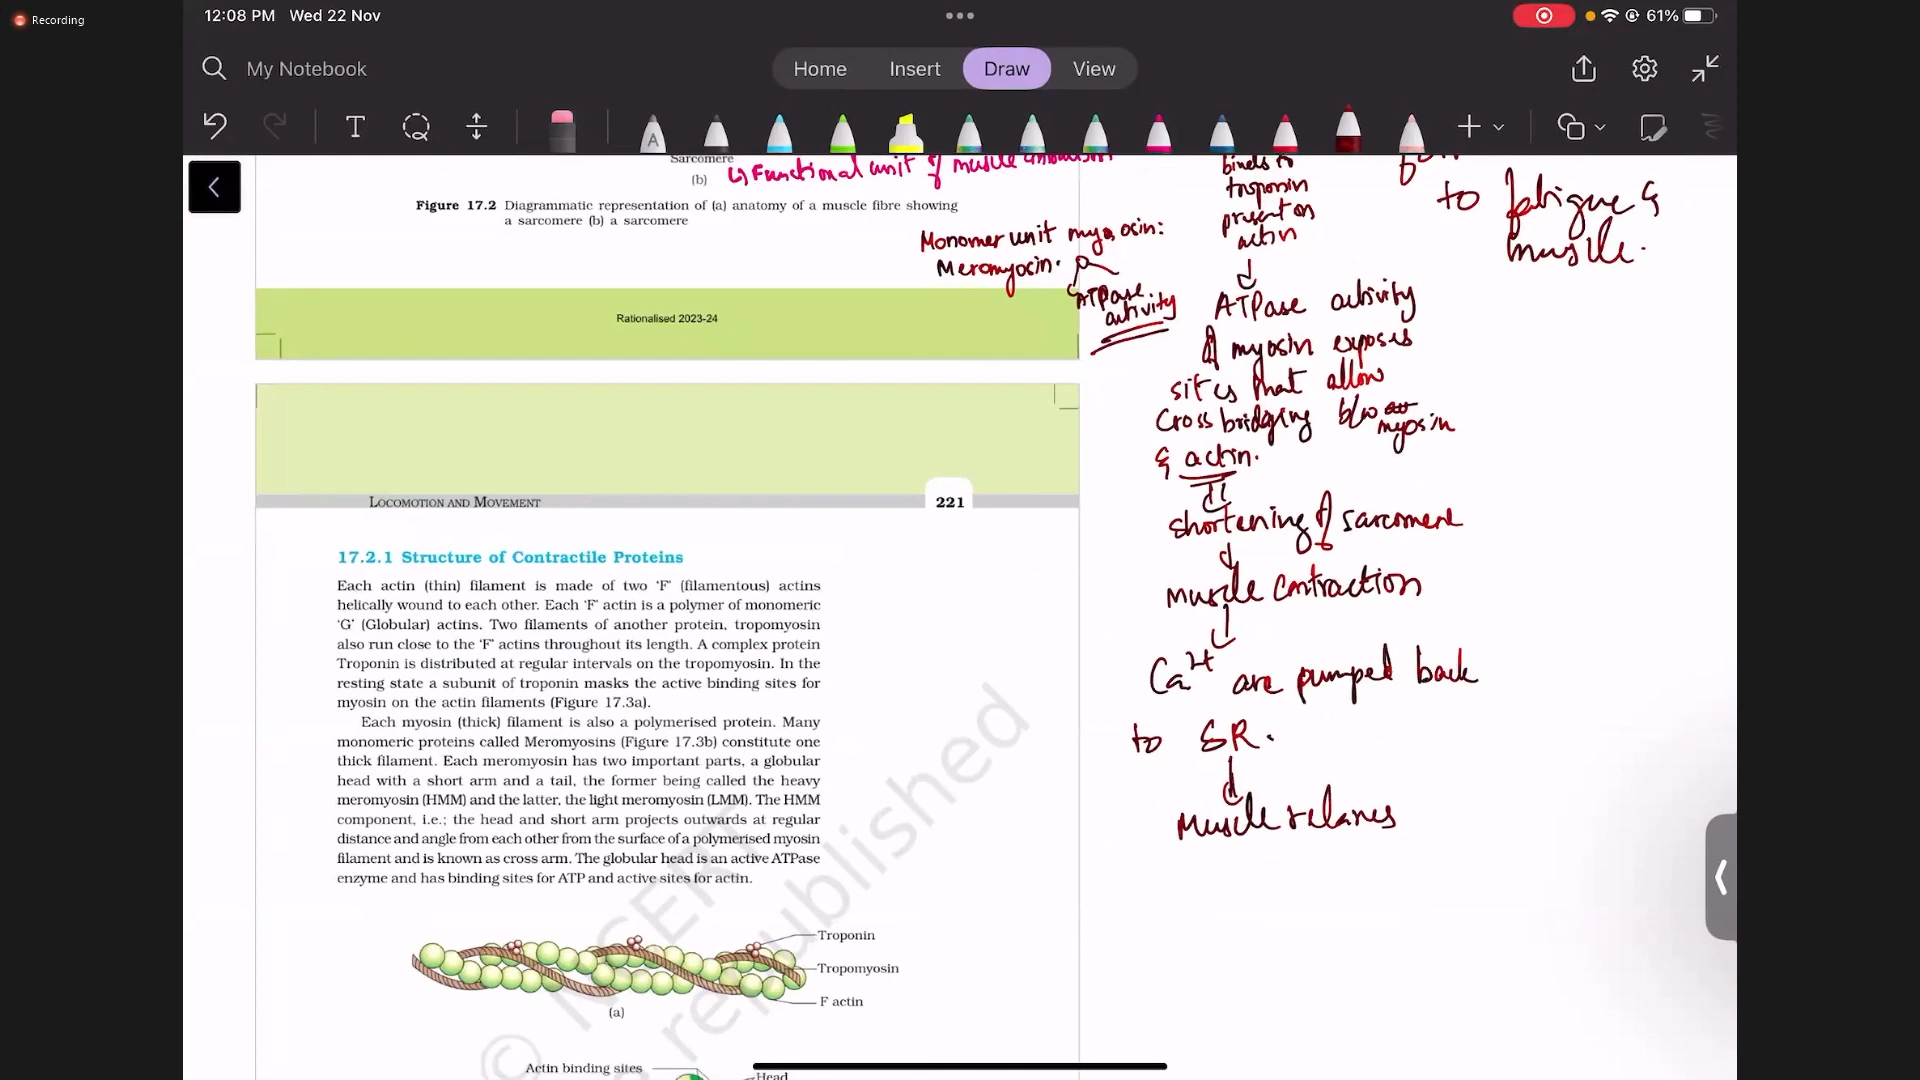 Recording
12:08 PM Wed 22 Nov
61%
My Notebook
Home Insert Draw View
T
A
Sarcomere
(b)
↳ Functional unit of muscle
Figure 17.2 Diagrammatic representation of (a) anatomy of a muscle fibre showing
a sarcomere (b) a sarcomere
Monomer unit myosin:
Meromyosin.
ATPase
activity
Rationalised 2023-24
LOCOMOTION AND MOVEMENT
221
17.2.1 Structure of Contractile Proteins
Each actin (thin) filament is made of two 'F' (filamentous) actins
helically wound to each other. Each 'F' actin is a polymer of monomeric
'G' (Globular) actins. Two filaments of another protein, tropomyosin
also run close to the 'F' actins throughout its length. A complex protein
Troponin is distributed at regular intervals on the tropomyosin. In the
resting state a subunit of troponin masks the active binding sites for
myosin on the actin filaments (Figure 17.3a).
Each myosin (thick) filament is also a polymerised protein. Many
monomeric proteins called Meromyosins (Figure 17.3b) constitute one
thick filament. Each meromyosin has two important parts, a globular
head with a short arm and a tail, the former being called the heavy
meromyosin (HMM) and the latter, the light meromyosin (LMM). The HMM
component, i.e.; the head and short arm projects outwards at regular
distance and angle from each other from the surface of a polymerised myosin
filament and is known as cross arm. The globular head is an active ATPase
enzyme and has binding sites for ATP and active sites for actin.
Troponin
Tropomyosin
F actin
(a)
Actin binding sites
Head
© NCERT
republished
binds to
troponin
present on
actin
ATPase activity
of myosin exposes
sites that allow
Cross bridging b/w
myosin
& actin.
shortening of sarcomere
muscle contraction
Ca2+ are pumped back
to SR.
Muscle relaxes
to fatigue &
muscle.